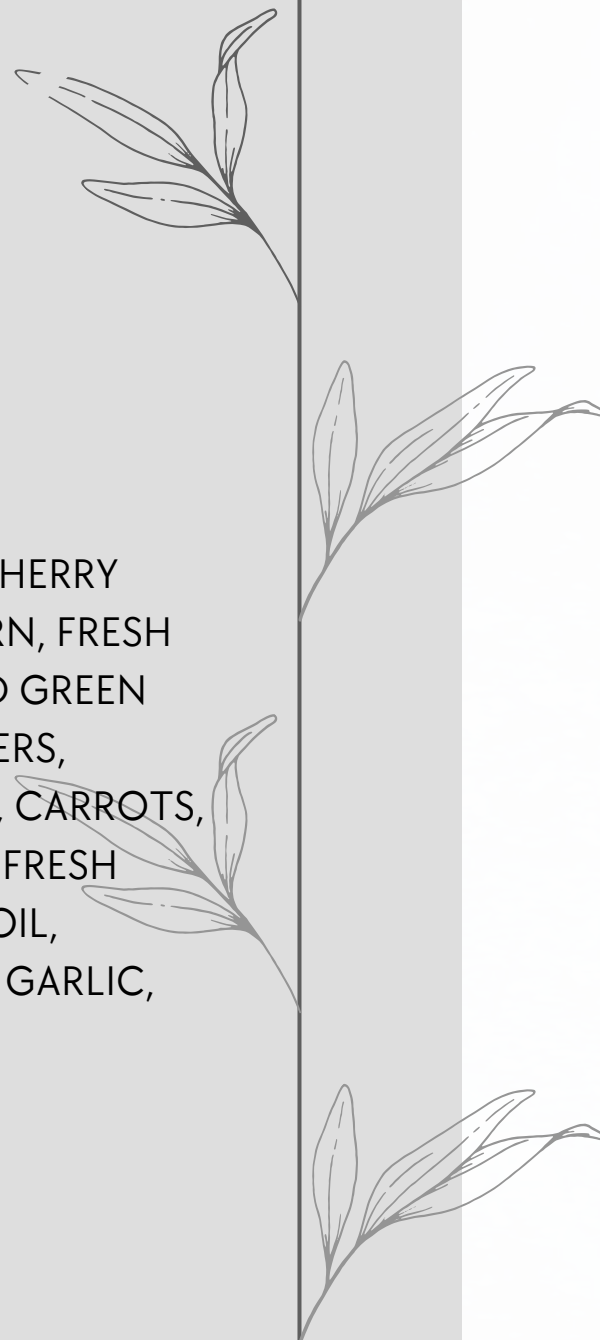 HERRY
RN, FRESH
GREEN
ERS,
, CARROTS,
FRESH
OIL,
GARLIC,